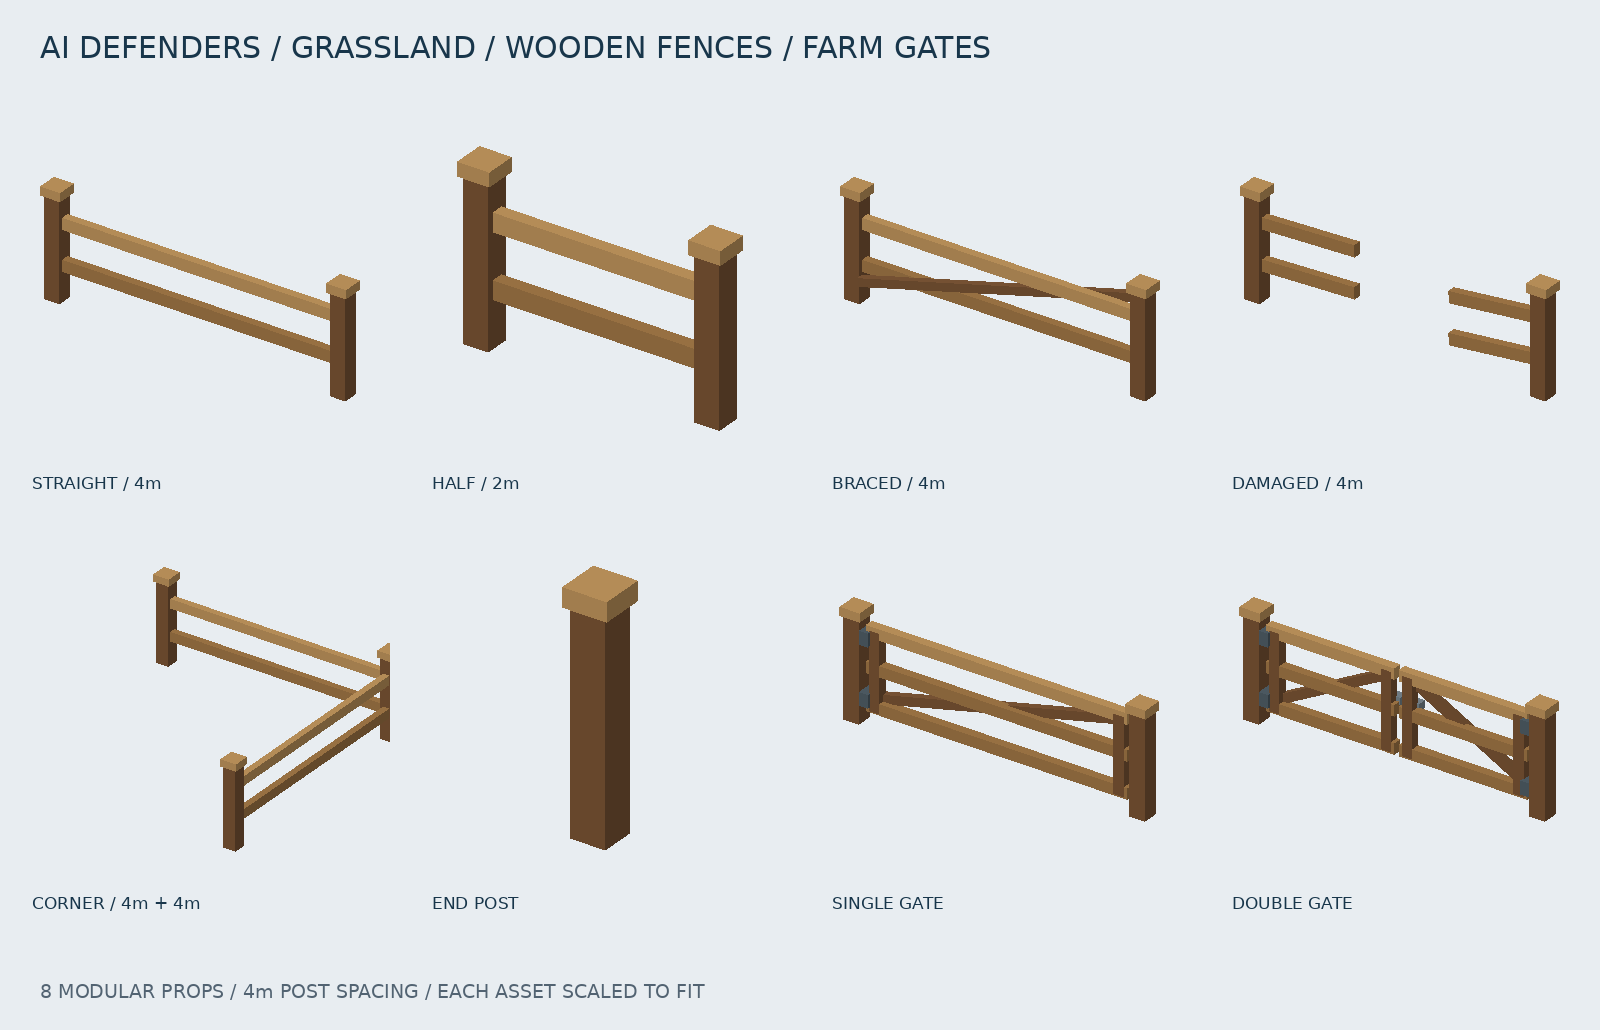 AI DEFENDERS / GRASSLAND / WOODEN FENCES / FARM GATES
STRAIGHT / 4m
HALF / 2m
BRACED / 4m
DAMAGED / 4m
CORNER / 4m + 4m
END POST
SINGLE GATE
DOUBLE GATE
8 MODULAR PROPS / 4m POST SPACING / EACH ASSET SCALED TO FIT